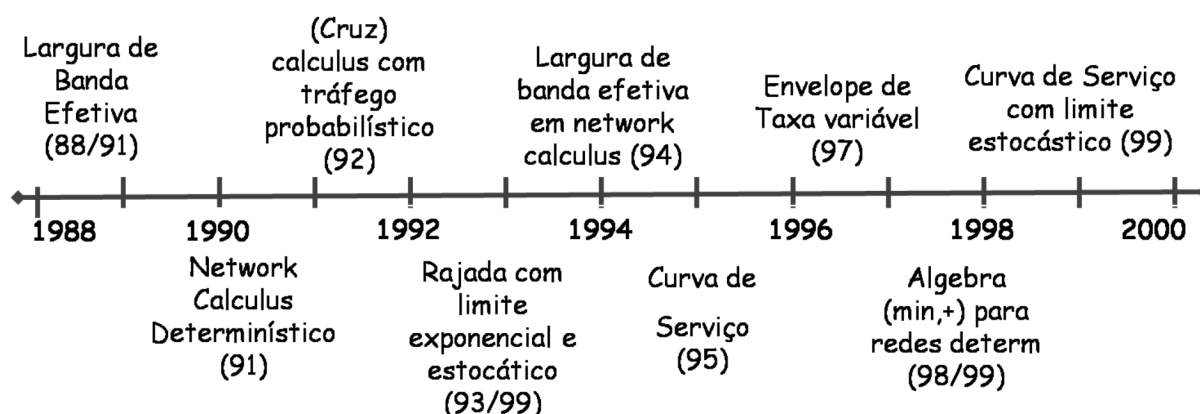 Largura de
Banda
Efetiva
(88/91)
(Cruz)
calculus com
tráfego
probabilístico
(92)
Largura de
banda efetiva
em network
calculus (94)
Envelope de
Taxa variável
(97)
Curva de Serviço
com limite
estocástico (99)
1988 1990 1992 1994 1996 1998 2000
Network
Calculus
Determinístico
(91)
Rajada com
limite
exponencial e
estocático
(93/99)
Curva de
Serviço
(95)
Algebra
(min,+) para
redes determ
(98/99)